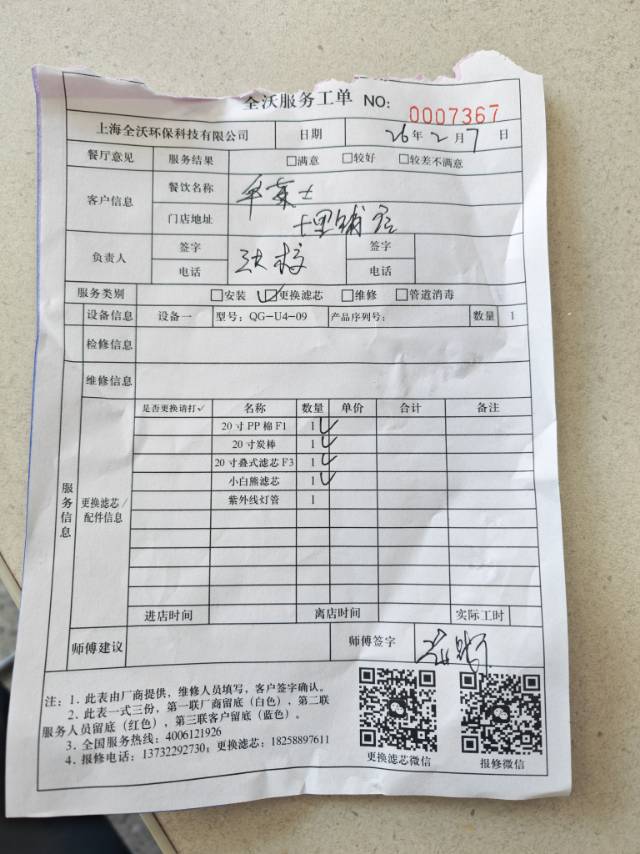 全沃服务工单 NO: 0007367
上海全沃环保科技有限公司 日期 26年2月7日
餐厅意见 服务结果 □满意 □较好 □较差不满意
客户信息 餐饮名称
门店地址 十里铺店
负责人 签字 签字
电话 电话
服务类别 □安装 ☑更换滤芯 □维修 □管道消毒
设备信息 设备一 型号: QG-U4-09 产品序列号: 数量 1
检修信息
维修信息
服务信息
更换滤芯/配件信息
是否更换请打✓ 名称 数量 单价 合计 备注
20寸PP棉F1 1 ✓
20寸炭棒 1 ✓
20寸叠式滤芯F3 1 ✓
小白熊滤芯 1 ✓
紫外线灯管 1
进店时间 离店时间 实际工时
师傅建议 师傅签字
注: 1. 此表由厂商提供, 维修人员填写, 客户签字确认。
2. 此表一式三份, 第一联厂商留底(白色), 第二联
服务人员留底(红色), 第三联客户留底(蓝色)。
3. 全国服务热线: 4006121926
4. 报修电话: 13732292730; 更换滤芯: 18258897611
更换滤芯微信 报修微信